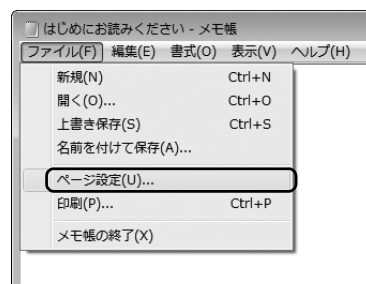 はじめにお読みください - メモ帳
ファイル(F) 編集(E) 書式(O) 表示(V) ヘルプ(H)
新規(N) Ctrl+N
開く(O)... Ctrl+O
上書き保存(S) Ctrl+S
名前を付けて保存(A)...
ページ設定(U)...
印刷(P)... Ctrl+P
メモ帳の終了(X)